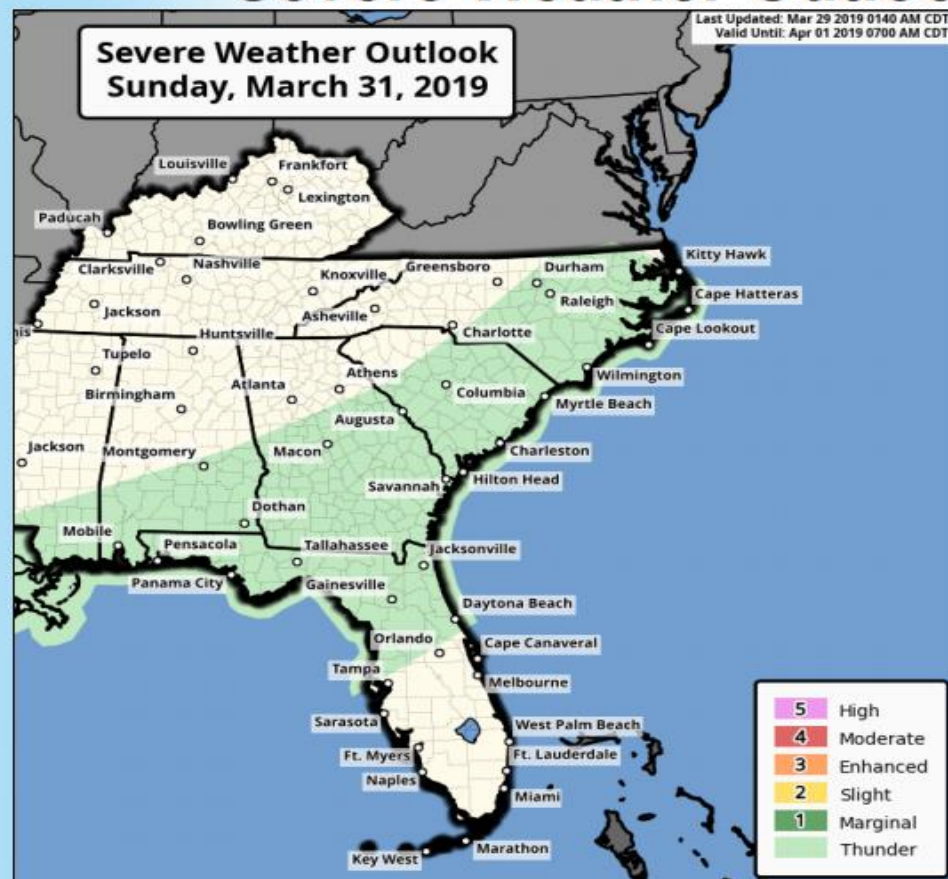 Last Updated: Mar 29 2019 0140 AM CDT
Valid Until: Apr 01 2019 0700 AM CDT
Severe Weather Outlook
Sunday, March 31, 2019
Louisville
Frankfort
Lexington
Paducah
Bowling Green
Clarksville
Nashville
Knoxville
Greensboro
Durham
Kitty Hawk
Jackson
Asheville
Raleigh
Cape Hatteras
Huntsville
Charlotte
Cape Lookout
Tupelo
Birmingham
Atlanta
Athens
Columbia
Wilmington
Myrtle Beach
Augusta
Jackson
Montgomery
Macon
Charleston
Savannah
Hilton Head
Dothan
Mobile
Pensacola
Tallahassee
Jacksonville
Panama City
Gainesville
Daytona Beach
Orlando
Cape Canaveral
Tampa
Melbourne
Sarasota
West Palm Beach
Ft. Myers
Ft. Lauderdale
Naples
Miami
Key West
Marathon
5 High
4 Moderate
3 Enhanced
2 Slight
1 Marginal
Thunder